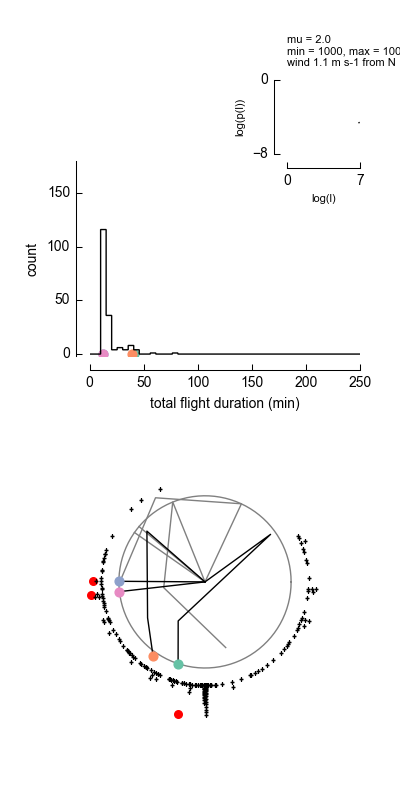 mu = 2.0
min = 1000, max = 100
wind 1.1 m s-1 from N
0
log(p(l))
−8
0 7
log(l)
150
count
100
50
0
0 50 100 150 200 250
total flight duration (min)